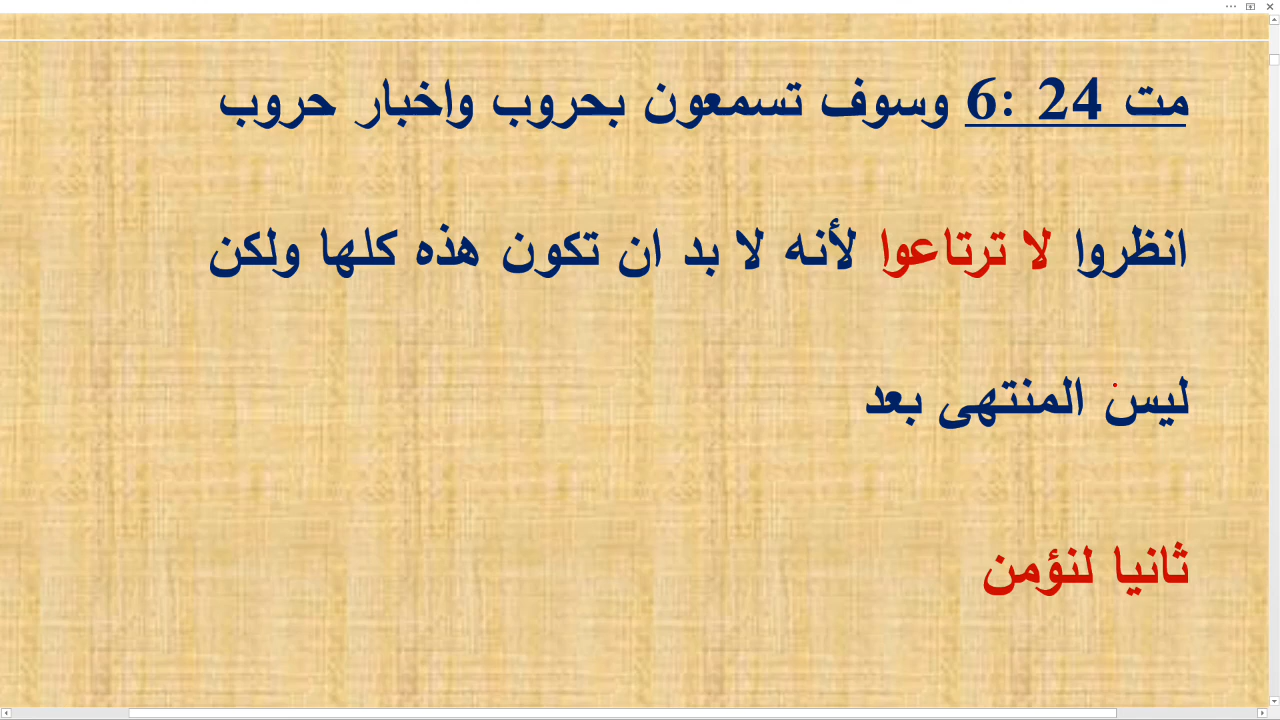 مت 24 :6 وسوف تسمعون بحروب واخبار حروب
انظروا لا ترتاعوا لأنه لا بد ان تكون هذه كلها ولكن
ليس المنتهى بعد
ثانيا لنؤمن